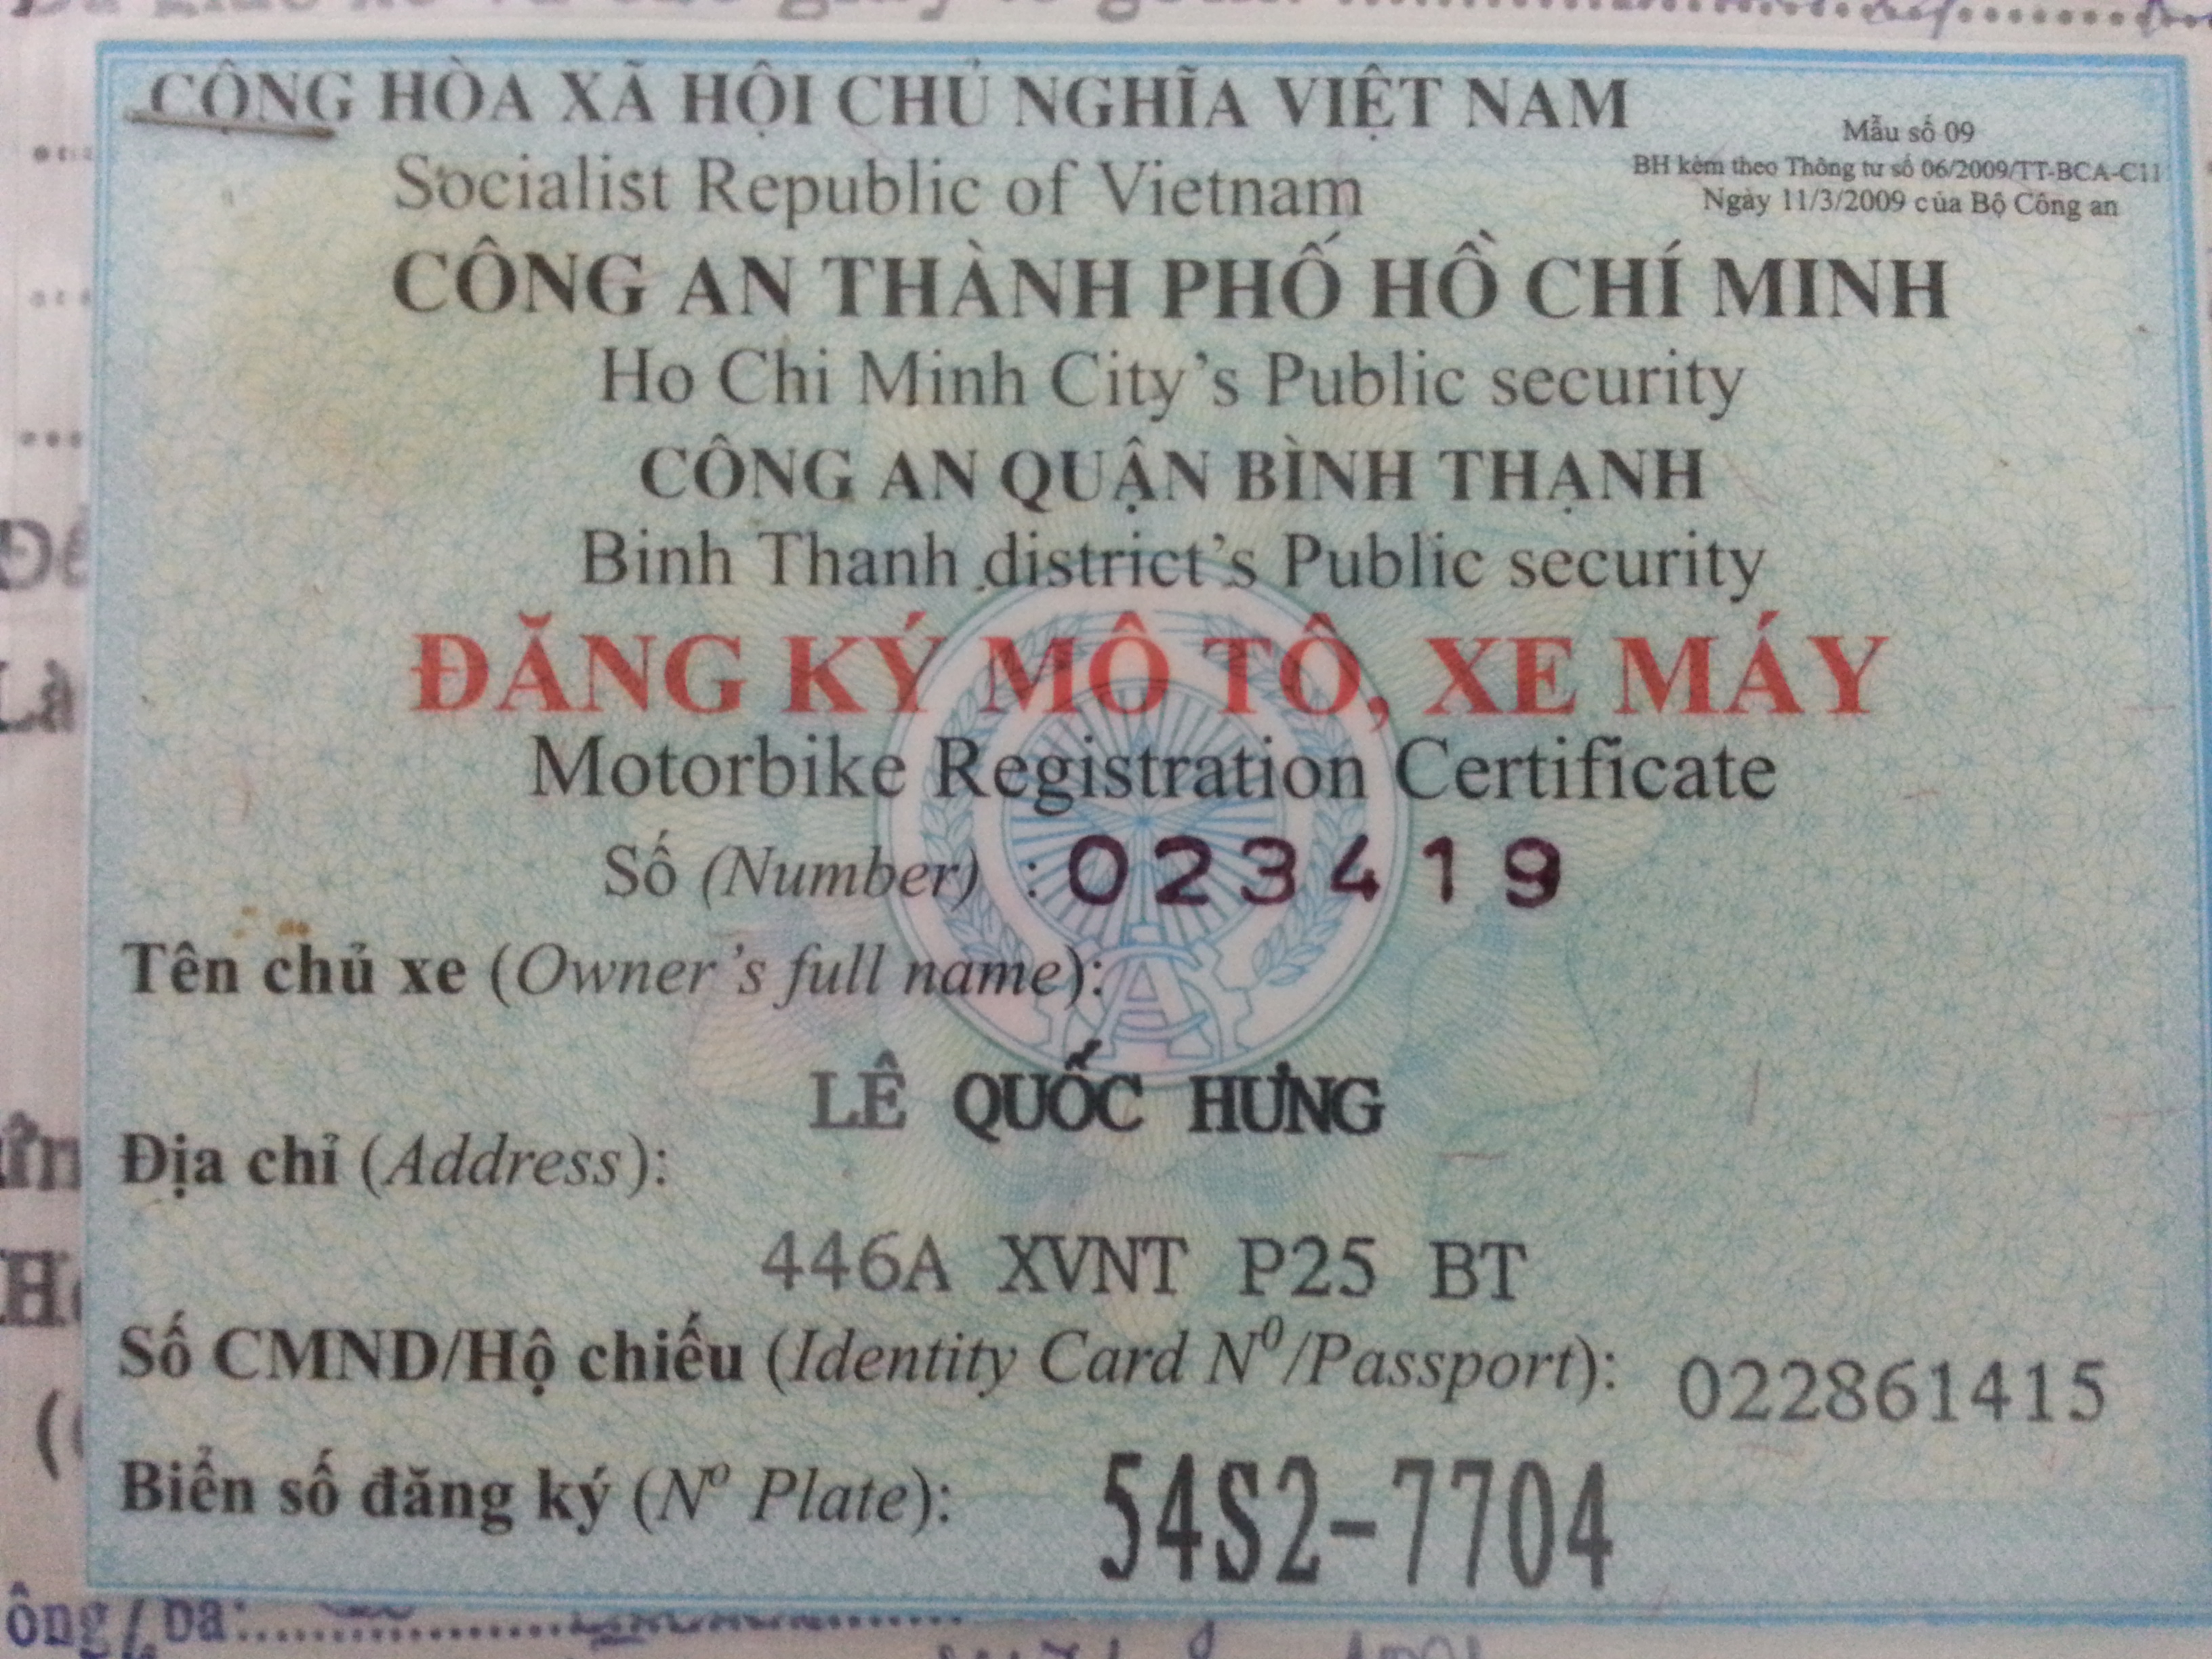 CỘNG HÒA XÃ HỘI CHỦ NGHĨA VIỆT NAM
Socialist Republic of Vietnam
Mẫu số 09
BH kèm theo Thông tư số 06/2009/TT-BCA-C11
Ngày 11/3/2009 của Bộ Công an
CÔNG AN THÀNH PHỐ HỒ CHÍ MINH
Ho Chi Minh City's Public security
CÔNG AN QUẬN BÌNH THẠNH
Binh Thanh district's Public security
ĐĂNG KÝ MÔ TÔ, XE MÁY
Motorbike Registration Certificate
Số (Number) : 023419
Tên chủ xe (Owner's full name):
LÊ QUỐC HƯNG
Địa chỉ (Address):
446A XVNT P25 BT
Số CMND/Hộ chiếu (Identity Card Nº/Passport): 022861415
Biển số đăng ký (Nº Plate): 54S2-7704
ông/bà: